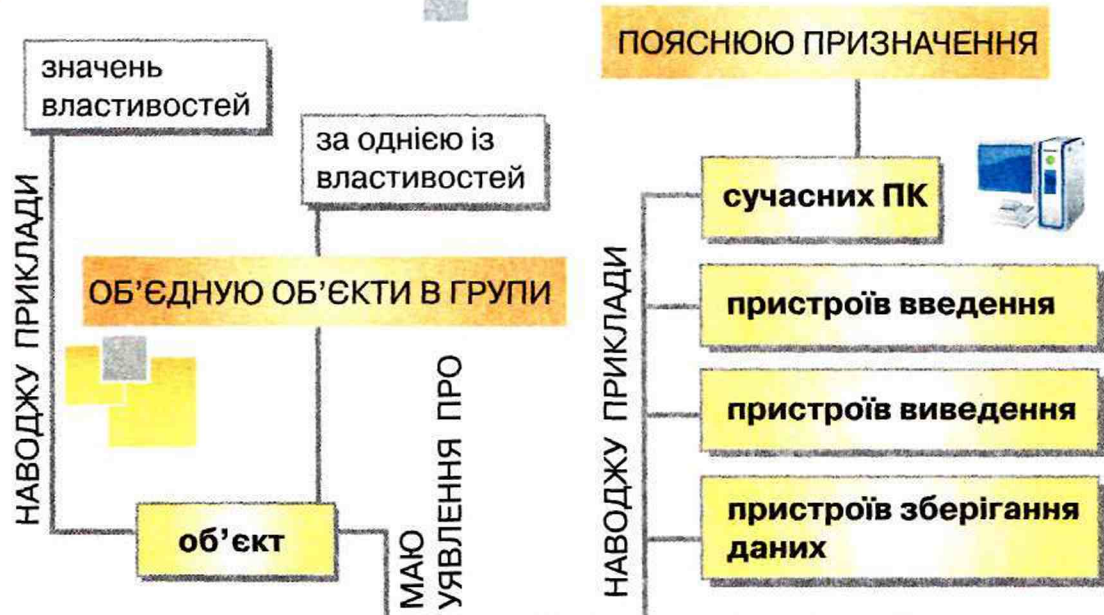 значень
властивостей
за однією із
властивостей
НАВОДЖУ ПРИКЛАДИ
ОБ’ЄДНУЮ ОБ’ЄКТИ В ГРУПИ
об’єкт
МАЮ
УЯВЛЕННЯ ПРО
ПОЯСНЮЮ ПРИЗНАЧЕННЯ
НАВОДЖУ ПРИКЛАДИ
сучасних ПК
пристроїв введення
пристроїв виведення
пристроїв зберігання
даних